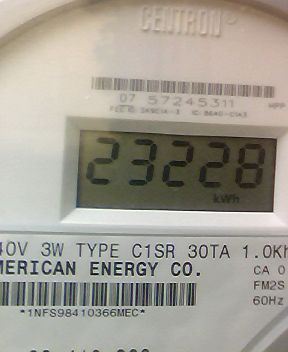 CENTRON®
07 57245311
23228
kWh
40V 3W TYPE C1SR 30TA 1.0Kh
MERICAN ENERGY CO.
CA 0
FM2S
60Hz
*1NFS98410366MEC*